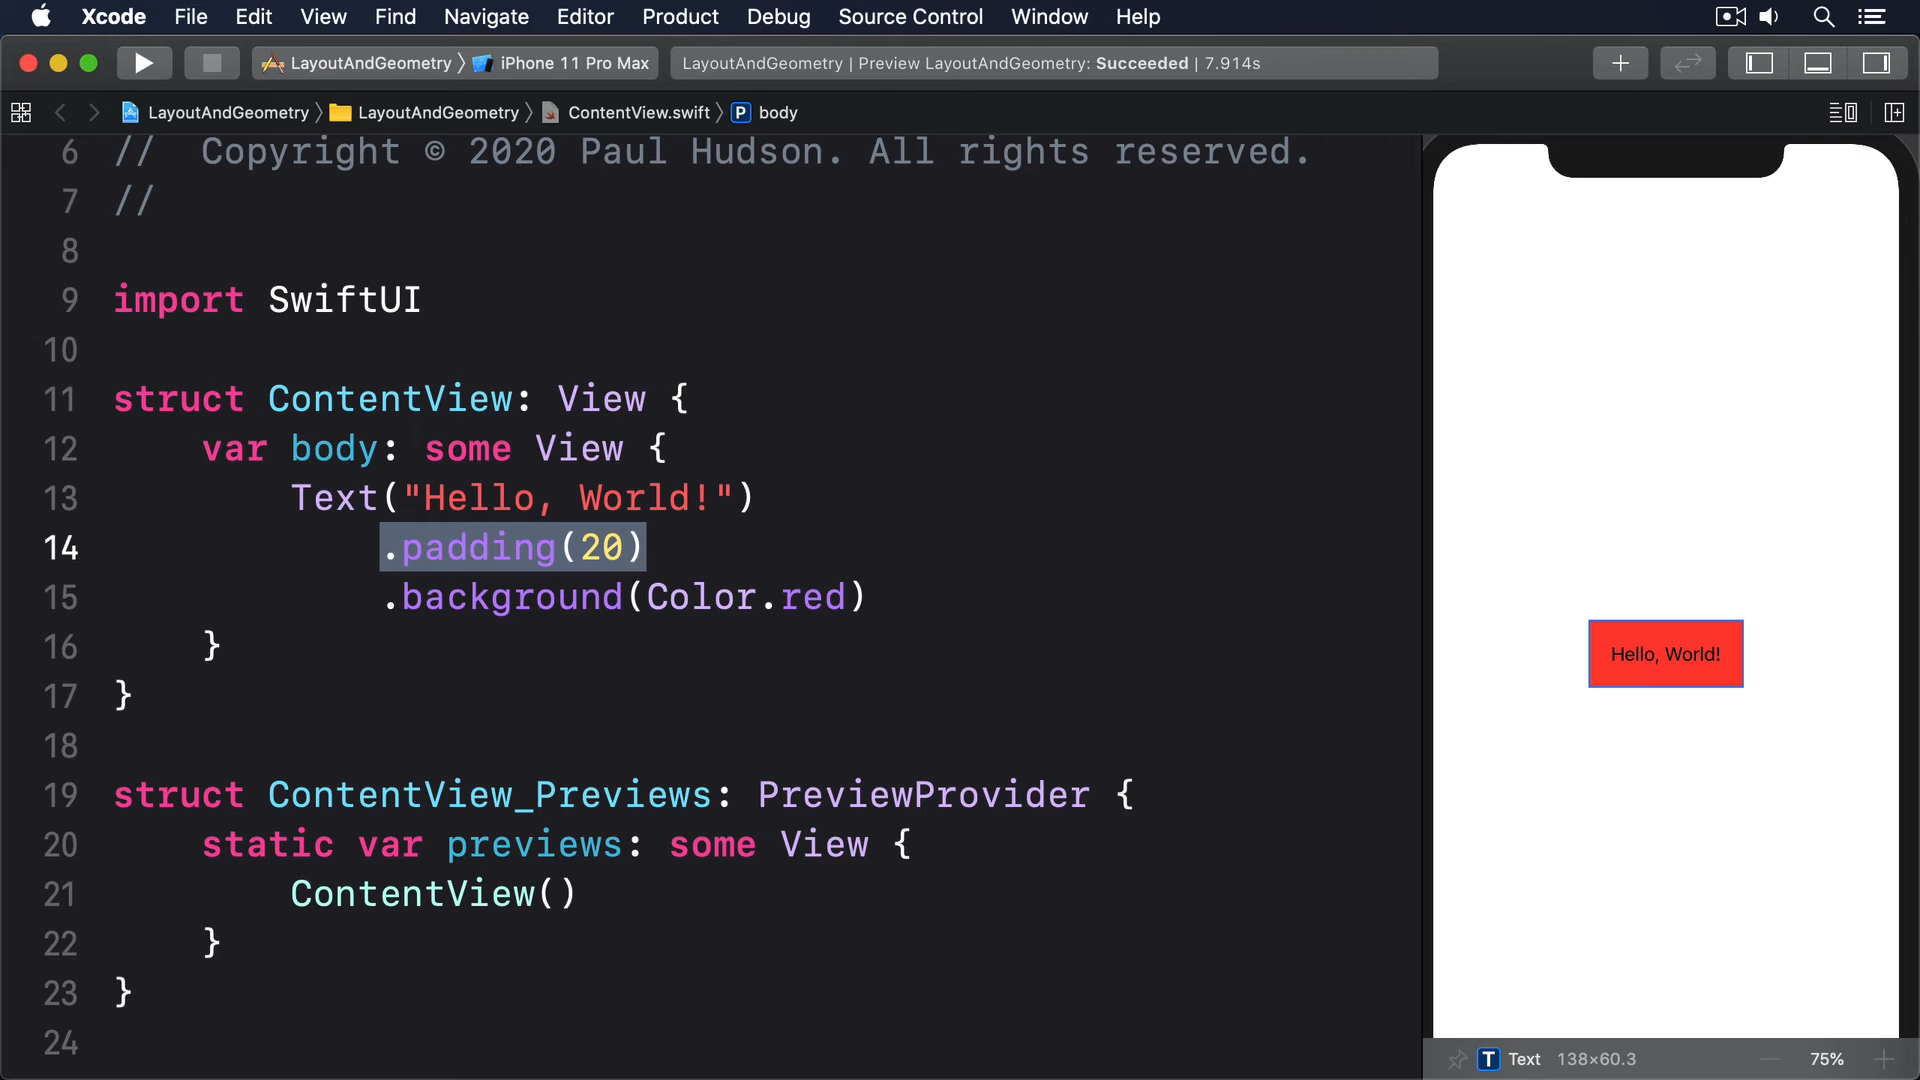 Xcode File Edit View Find Navigate Editor Product Debug Source Control Window Help
LayoutAndGeometry 〉 iPhone 11 Pro Max LayoutAndGeometry | Preview LayoutAndGeometry: Succeeded | 7.914s
LayoutAndGeometry 〉 LayoutAndGeometry 〉 ContentView.swift 〉 P body
6 //  Copyright © 2020 Paul Hudson. All rights reserved.
7 //
8
9 import SwiftUI
10
11 struct ContentView: View {
12     var body: some View {
13         Text("Hello, World!")
14             .padding(20)
15             .background(Color.red)
16     }
17 }
18
19 struct ContentView_Previews: PreviewProvider {
20     static var previews: some View {
21         ContentView()
22     }
23 }
24
Hello, World!
T Text 138×60.3 75%